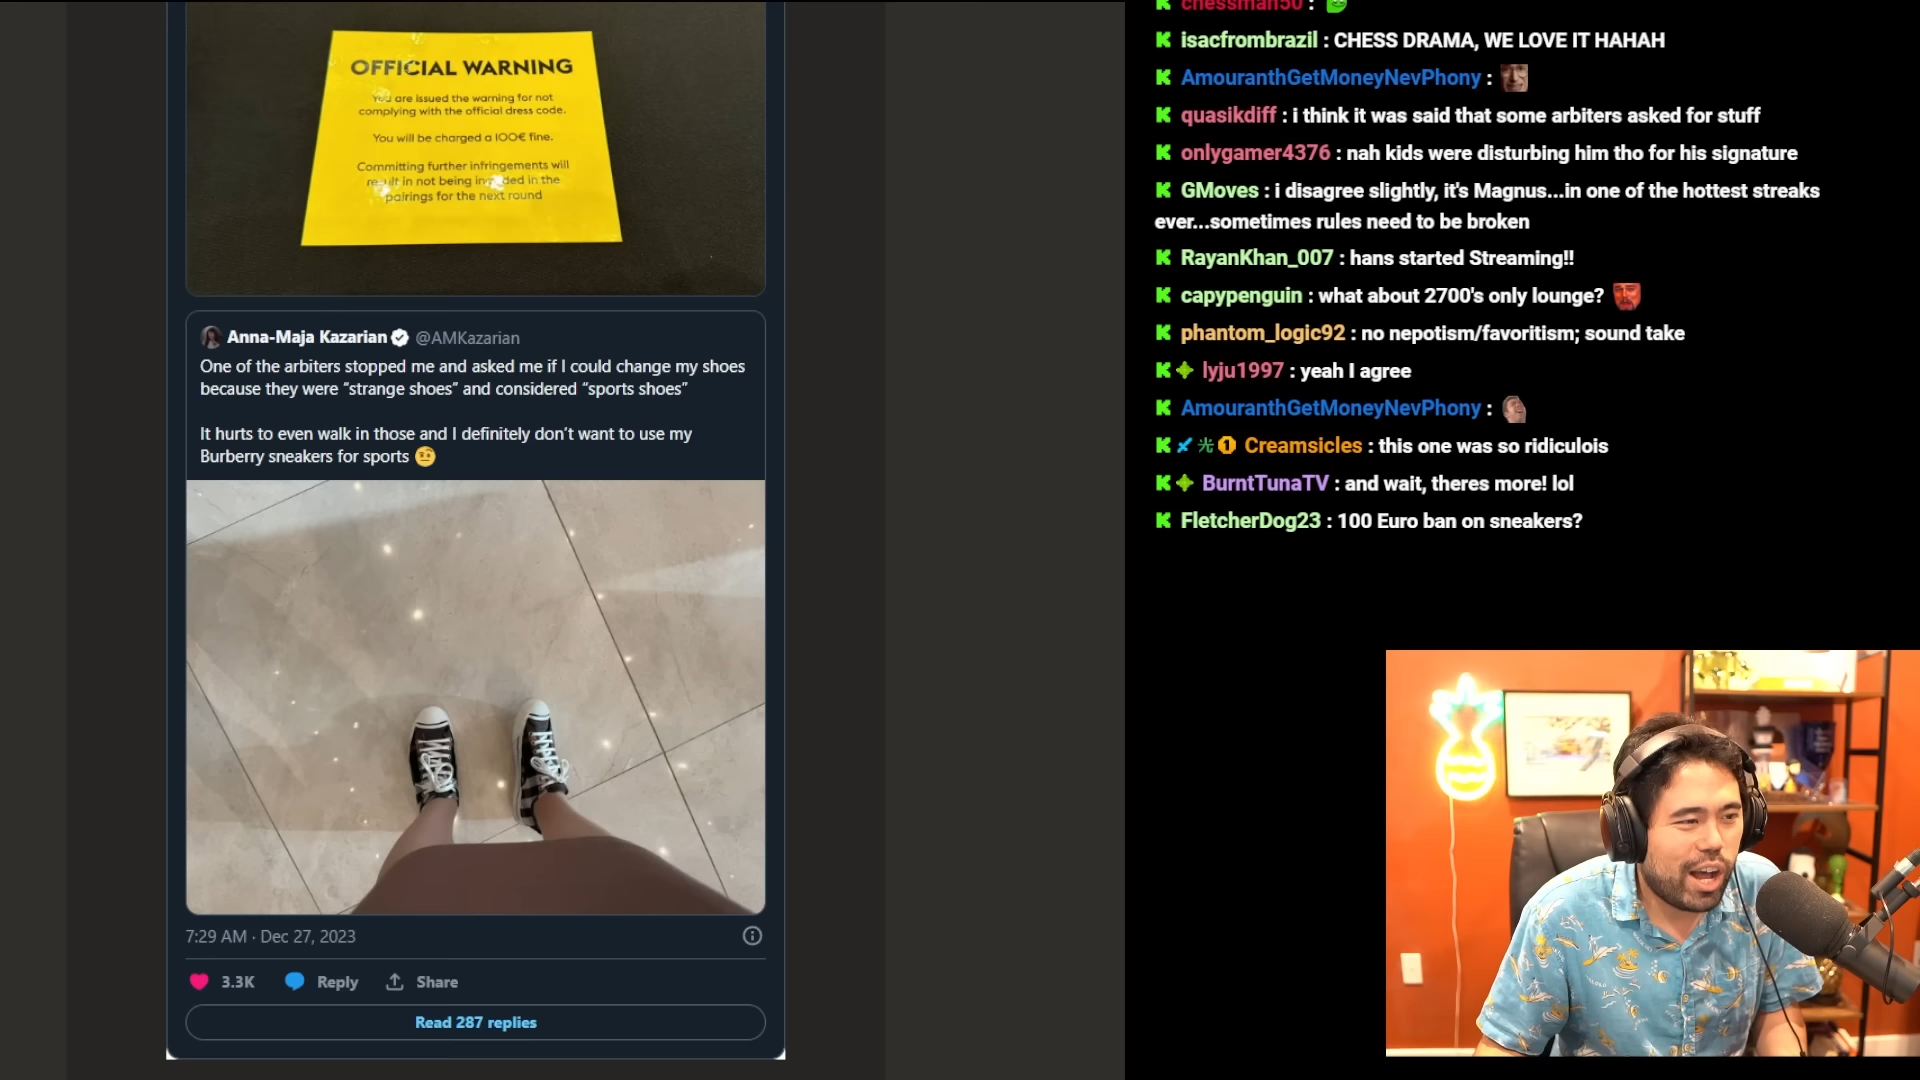 OFFICIAL WARNING
You are issued the warning for not
complying with the official dress code.
You will be charged a 100€ fine.
Committing further infringements will
result in not being included in the
pairings for the next round
Anna-Maja Kazarian @AMKazarian
One of the arbiters stopped me and asked me if I could change my shoes
because they were “strange shoes” and considered “sports shoes”
It hurts to even walk in those and I definitely don’t want to use my
Burberry sneakers for sports
7:29 AM · Dec 27, 2023
3.3K Reply Share
Read 287 replies
chessman50 :
isacfrombrazil : CHESS DRAMA, WE LOVE IT HAHAH
AmouranthGetMoneyNevPhony :
quasikdiff : i think it was said that some arbiters asked for stuff
onlygamer4376 : nah kids were disturbing him tho for his signature
GMoves : i disagree slightly, it's Magnus...in one of the hottest streaks
ever...sometimes rules need to be broken
RayanKhan_007 : hans started Streaming!!
capypenguin : what about 2700's only lounge?
phantom_logic92 : no nepotism/favoritism; sound take
lyju1997 : yeah I agree
AmouranthGetMoneyNevPhony :
Creamsicles : this one was so ridiculois
BurntTunaTV : and wait, theres more! lol
FletcherDog23 : 100 Euro ban on sneakers?